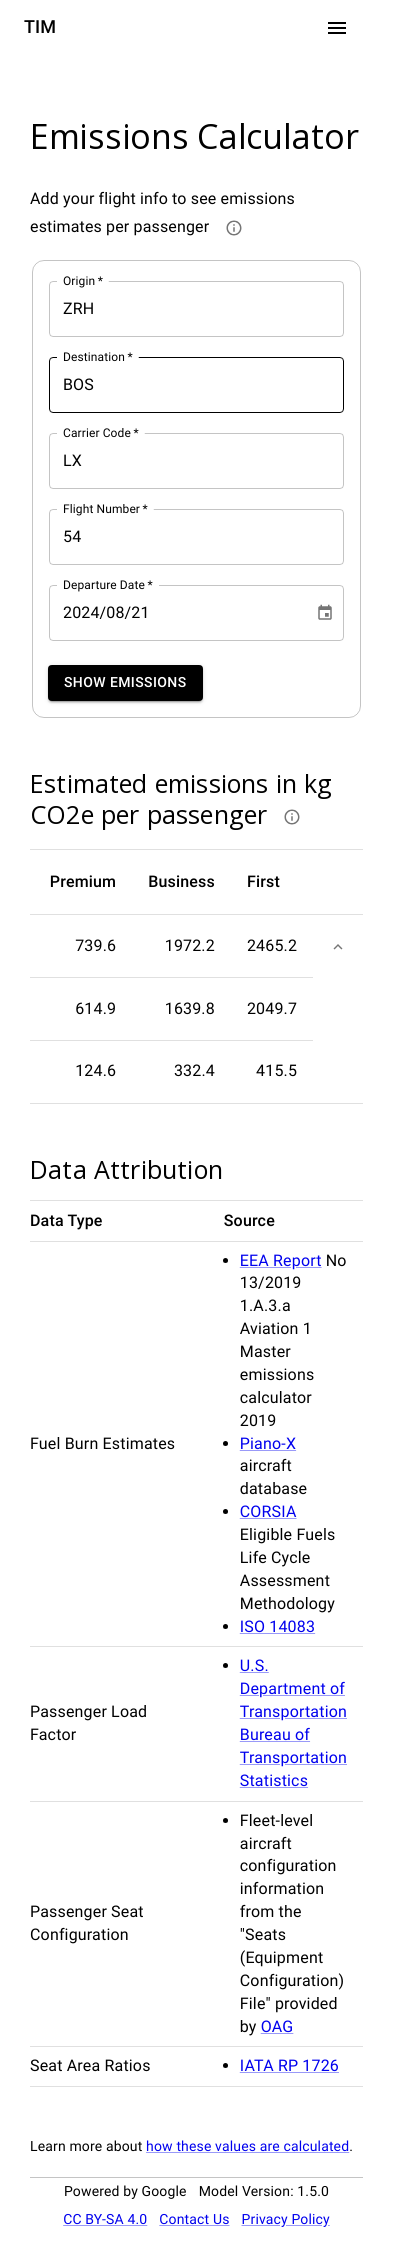 TIM
Emissions Calculator
Add your flight info to see emissions
estimates per passenger
Origin *
ZRH
Destination *
BOS
Carrier Code *
LX
Flight Number *
54
Departure Date *
2024/08/21
SHOW EMISSIONS
Estimated emissions in kg
CO2e per passenger
Premium Business First
739.6 1972.2 2465.2
614.9 1639.8 2049.7
124.6 332.4 415.5
Data Attribution
Data Type Source
Fuel Burn Estimates
• EEA Report No
13/2019
1.A.3.a
Aviation 1
Master
emissions
calculator
2019
• Piano-X
aircraft
database
• CORSIA
Eligible Fuels
Life Cycle
Assessment
Methodology
• ISO 14083
Passenger Load
Factor
• U.S.
Department of
Transportation
Bureau of
Transportation
Statistics
Passenger Seat
Configuration
• Fleet-level
aircraft
configuration
information
from the
"Seats
(Equipment
Configuration)
File" provided
by OAG
Seat Area Ratios • IATA RP 1726
Learn more about how these values are calculated.
Powered by Google Model Version: 1.5.0
CC BY-SA 4.0 Contact Us Privacy Policy